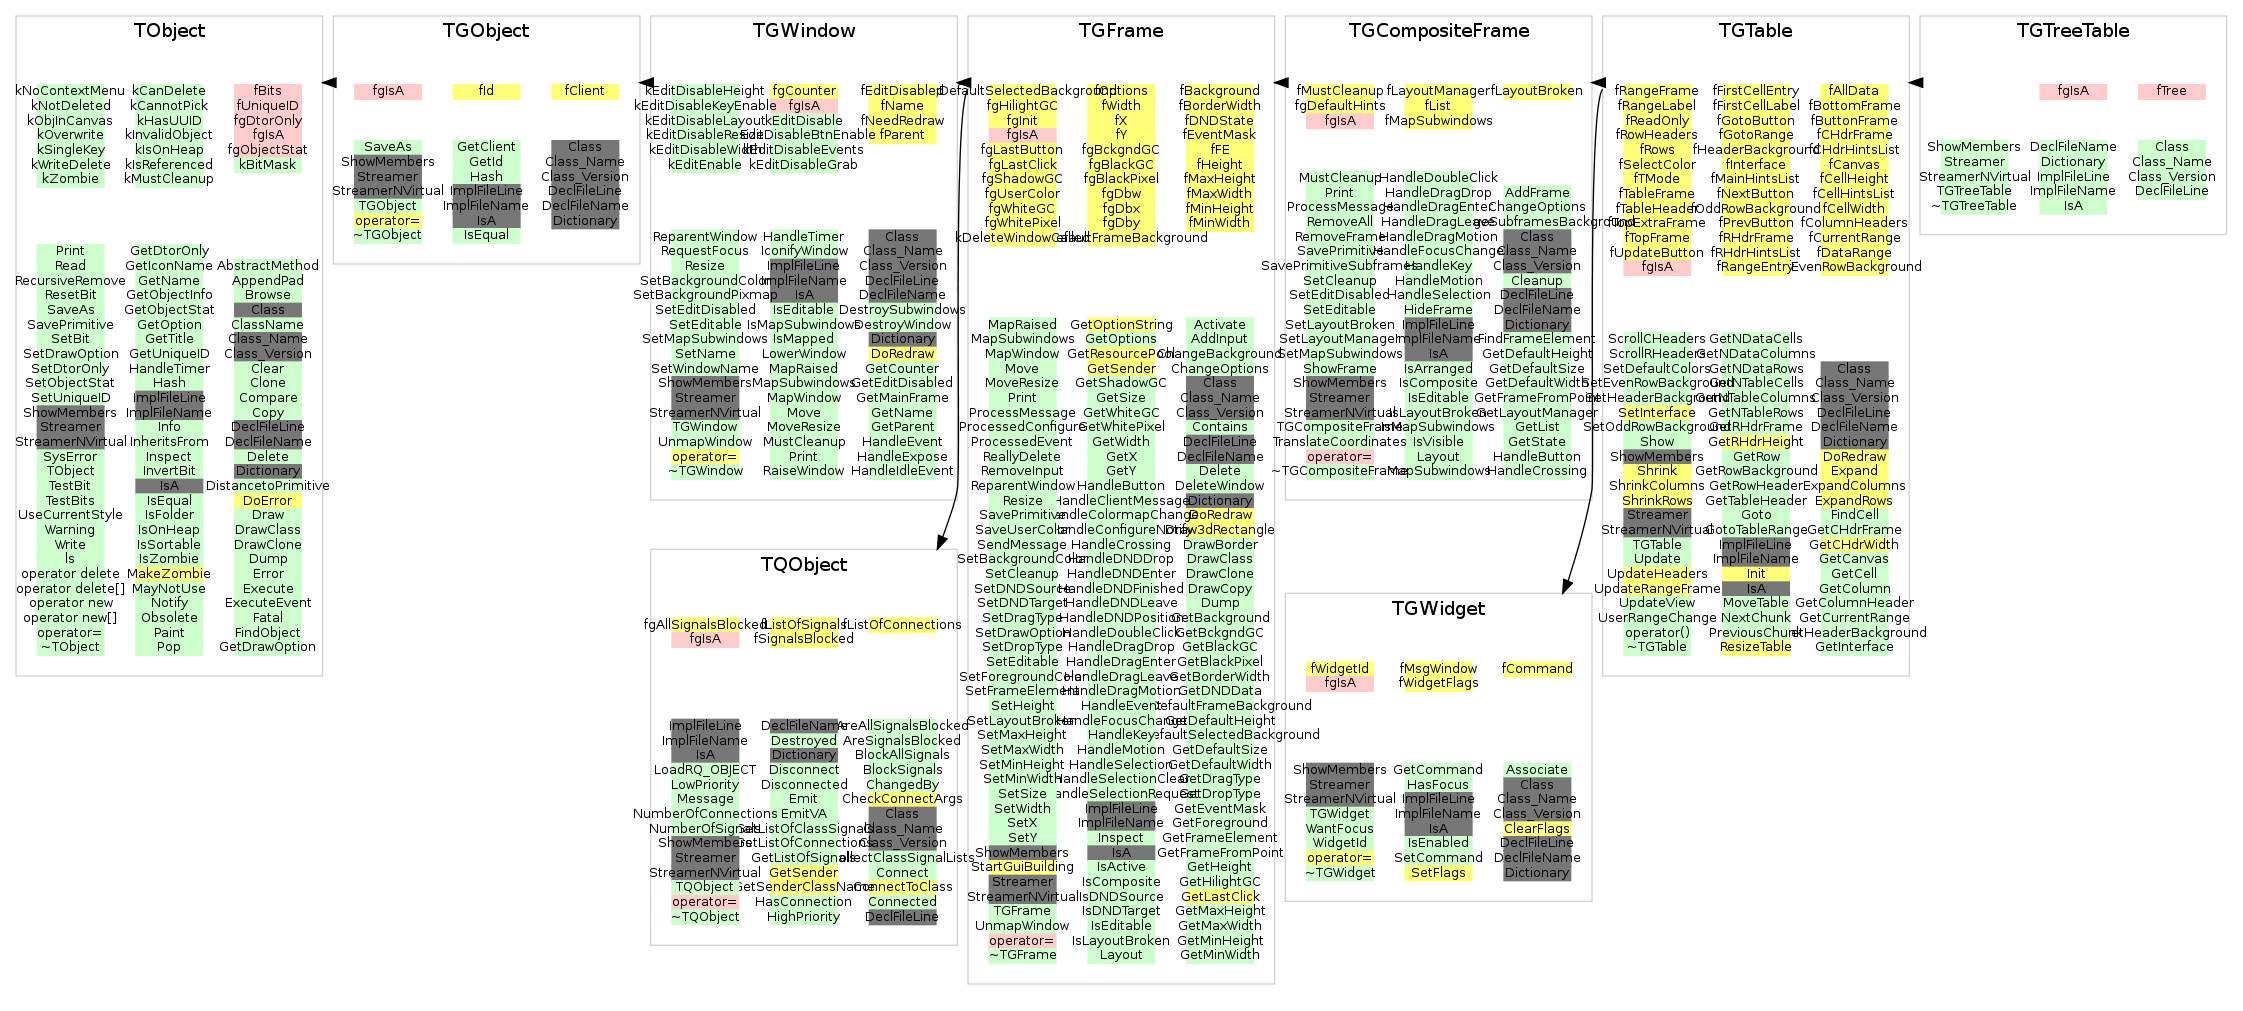 TObject
kNoContextMenu kCanDelete fBits
kNotDeleted kCannotPick fUniqueID
kObjInCanvas kHasUUID fgDtorOnly
kOverwrite kInvalidObject fgIsA
kSingleKey kIsOnHeap fgObjectStat
kWriteDelete kIsReferenced kBitMask
kZombie kMustCleanup
Print GetDtorOnly
Read GetIconName AbstractMethod
RecursiveRemove GetName AppendPad
ResetBit GetObjectInfo Browse
SaveAs GetObjectStat Class
SavePrimitive GetOption ClassName
SetBit GetTitle Class_Name
SetDrawOption GetUniqueID Class_Version
SetDtorOnly HandleTimer Clear
SetObjectStat Hash Clone
SetUniqueID ImplFileLine Compare
ShowMembers ImplFileName Copy
Streamer Info DeclFileLine
StreamerNVirtual InheritsFrom DeclFileName
SysError Inspect Delete
TObject InvertBit Dictionary
TestBit IsA DistancetoPrimitive
TestBits IsEqual DoError
UseCurrentStyle IsFolder Draw
Warning IsOnHeap DrawClass
Write IsSortable DrawClone
ls IsZombie Dump
operator delete MakeZombie Error
operator delete[] MayNotUse Execute
operator new Notify ExecuteEvent
operator new[] Obsolete Fatal
operator= Paint FindObject
~TObject Pop GetDrawOption
TGObject
fgIsA fId fClient
SaveAs GetClient Class
ShowMembers GetId Class_Name
Streamer Hash Class_Version
StreamerNVirtual ImplFileLine DeclFileLine
TGObject ImplFileName DeclFileName
operator= IsA Dictionary
~TGObject IsEqual
TGWindow
kEditDisableHeight fgCounter fEditDisabled
kEditDisableKeyEnable fgIsA fName
kEditDisableLayout kEditDisable fNeedRedraw
kEditDisableResize kEditDisableBtnEnable fParent
kEditDisableWidth kEditDisableEvents
kEditEnable kEditDisableGrab
ReparentWindow HandleTimer Class
RequestFocus IconifyWindow Class_Name
Resize ImplFileLine Class_Version
SetBackgroundColor ImplFileName DeclFileLine
SetBackgroundPixmap IsA DeclFileName
SetEditDisabled IsEditable DestroySubwindows
SetEditable IsMapSubwindows DestroyWindow
SetMapSubwindows IsMapped Dictionary
SetName LowerWindow DoRedraw
SetWindowName MapRaised GetCounter
ShowMembers MapSubwindows GetEditDisabled
Streamer MapWindow GetMainFrame
StreamerNVirtual Move GetName
TGWindow MoveResize GetParent
UnmapWindow MustCleanup HandleEvent
operator= Print HandleExpose
~TGWindow RaiseWindow HandleIdleEvent
TQObject
fgAllSignalsBlocked fListOfSignals fListOfConnections
fgIsA fSignalsBlocked
ImplFileLine DeclFileName AreAllSignalsBlocked
ImplFileName Destroyed AreSignalsBlocked
IsA Dictionary BlockAllSignals
LoadRQ_OBJECT Disconnect BlockSignals
LowPriority Disconnected ChangedBy
Message Emit CheckConnectArgs
NumberOfConnections EmitVA Class
NumberOfSignals GetListOfClassSignals Class_Name
ShowMembers GetListOfConnections Class_Version
Streamer GetListOfSignals CollectClassSignalLists
StreamerNVirtual GetSender Connect
TQObject GetSenderClassName ConnectToClass
operator= HasConnection Connected
~TQObject HighPriority DeclFileLine
TGFrame
fgDefaultSelectedBackground fOptions fBackground
fgHilightGC fWidth fBorderWidth
fgInit fX fDNDState
fgIsA fY fEventMask
fgLastButton fgBckgndGC fFE
fgLastClick fgBlackGC fHeight
fgShadowGC fgBlackPixel fMaxHeight
fgUserColor fgDbw fMaxWidth
fgWhiteGC fgDbx fMinHeight
fgWhitePixel fgDby fMinWidth
kDeleteWindowCalled fgDefaultFrameBackground
MapRaised GetOptionString Activate
MapSubwindows GetOptions AddInput
MapWindow GetResourcePool ChangeBackground
Move GetSender ChangeOptions
MoveResize GetShadowGC Class
Print GetSize Class_Name
ProcessMessage GetWhiteGC Class_Version
ProcessedConfigure GetWhitePixel Contains
ProcessedEvent GetWidth DeclFileLine
ReallyDelete GetX DeclFileName
RemoveInput GetY Delete
ReparentWindow HandleButton DeleteWindow
Resize HandleClientMessage Dictionary
SavePrimitive HandleColormapChange DoRedraw
SaveUserColor HandleConfigureNotify Draw3dRectangle
SendMessage HandleCrossing DrawBorder
SetBackgroundColor HandleDNDDrop DrawClass
SetCleanup HandleDNDEnter DrawClone
SetDNDSource HandleDNDFinished DrawCopy
SetDNDTarget HandleDNDLeave Dump
SetDragType HandleDNDPosition GetBackground
SetDrawOption HandleDoubleClick GetBckgndGC
SetDropType HandleDragDrop GetBlackGC
SetEditable HandleDragEnter GetBlackPixel
SetForegroundColor HandleDragLeave GetBorderWidth
SetFrameElement HandleDragMotion GetDNDData
SetHeight HandleEvent GetDefaultFrameBackground
SetLayoutBroken HandleFocusChange GetDefaultHeight
SetMaxHeight HandleKey GetDefaultSelectedBackground
SetMaxWidth HandleMotion GetDefaultSize
SetMinHeight HandleSelection GetDefaultWidth
SetMinWidth HandleSelectionClear GetDragType
SetSize HandleSelectionRequest GetDropType
SetWidth ImplFileLine GetEventMask
SetX ImplFileName GetForeground
SetY Inspect GetFrameElement
ShowMembers IsA GetFrameFromPoint
StartGuiBuilding IsActive GetHeight
Streamer IsComposite GetHilightGC
StreamerNVirtual IsDNDSource GetLastClick
TGFrame IsDNDTarget GetMaxHeight
UnmapWindow IsEditable GetMaxWidth
operator= IsLayoutBroken GetMinHeight
~TGFrame Layout GetMinWidth
TGCompositeFrame
fMustCleanup fLayoutManager fLayoutBroken
fgDefaultHints fList
fgIsA fMapSubwindows
MustCleanup HandleDoubleClick
Print HandleDragDrop AddFrame
ProcessMessage HandleDragEnter ChangeOptions
RemoveAll HandleDragLeave ChangeSubframesBackground
RemoveFrame HandleDragMotion Class
SavePrimitive HandleFocusChange Class_Name
SavePrimitiveSubframes HandleKey Class_Version
SetCleanup HandleMotion Cleanup
SetEditDisabled HandleSelection DeclFileLine
SetEditable HideFrame DeclFileName
SetLayoutBroken ImplFileLine Dictionary
SetLayoutManager ImplFileName FindFrameElement
SetMapSubwindows IsA GetDefaultHeight
ShowFrame IsArranged GetDefaultSize
ShowMembers IsComposite GetDefaultWidth
Streamer IsEditable GetFrameFromPoint
StreamerNVirtual IsLayoutBroken GetLayoutManager
TGCompositeFrame IsMapSubwindows GetList
TranslateCoordinates IsVisible GetState
operator= Layout HandleButton
~TGCompositeFrame MapSubwindows HandleCrossing
TGWidget
fWidgetId fMsgWindow fCommand
fgIsA fWidgetFlags
ShowMembers GetCommand Associate
Streamer HasFocus Class
StreamerNVirtual ImplFileLine Class_Name
TGWidget ImplFileName Class_Version
WantFocus IsA ClearFlags
WidgetId IsEnabled DeclFileLine
operator= SetCommand DeclFileName
~TGWidget SetFlags Dictionary
TGTable
fRangeFrame fFirstCellEntry fAllData
fRangeLabel fFirstCellLabel fBottomFrame
fReadOnly fGotoButton fButtonFrame
fRowHeaders fGotoRange fCHdrFrame
fRows fHeaderBackground fCHdrHintsList
fSelectColor fInterface fCanvas
fTMode fMainHintsList fCellHeight
fTableFrame fNextButton fCellHintsList
fTableHeader fOddRowBackground fCellWidth
fTopExtraFrame fPrevButton fColumnHeaders
fTopFrame fRHdrFrame fCurrentRange
fUpdateButton fRHdrHintsList fDataRange
fgIsA fRangeEntry fEvenRowBackground
ScrollCHeaders GetNDataCells
ScrollRHeaders GetNDataColumns
SetDefaultColors GetNDataRows Class
SetEvenRowBackground GetNTableCells Class_Name
SetHeaderBackground GetNTableColumns Class_Version
SetInterface GetNTableRows DeclFileLine
SetOddRowBackground GetRHdrFrame DeclFileName
Show GetRHdrHeight Dictionary
ShowMembers GetRow DoRedraw
Shrink GetRowBackground Expand
ShrinkColumns GetRowHeader ExpandColumns
ShrinkRows GetTableHeader ExpandRows
Streamer Goto FindCell
StreamerNVirtual GotoTableRange GetCHdrFrame
TGTable ImplFileLine GetCHdrWidth
Update ImplFileName GetCanvas
UpdateHeaders Init GetCell
UpdateRangeFrame IsA GetColumn
UpdateView MoveTable GetColumnHeader
UserRangeChange NextChunk GetCurrentRange
operator() PreviousChunk GetHeaderBackground
~TGTable ResizeTable GetInterface
TGTreeTable
fgIsA fTree
ShowMembers DeclFileName Class
Streamer Dictionary Class_Name
StreamerNVirtual ImplFileLine Class_Version
TGTreeTable ImplFileName DeclFileLine
~TGTreeTable IsA